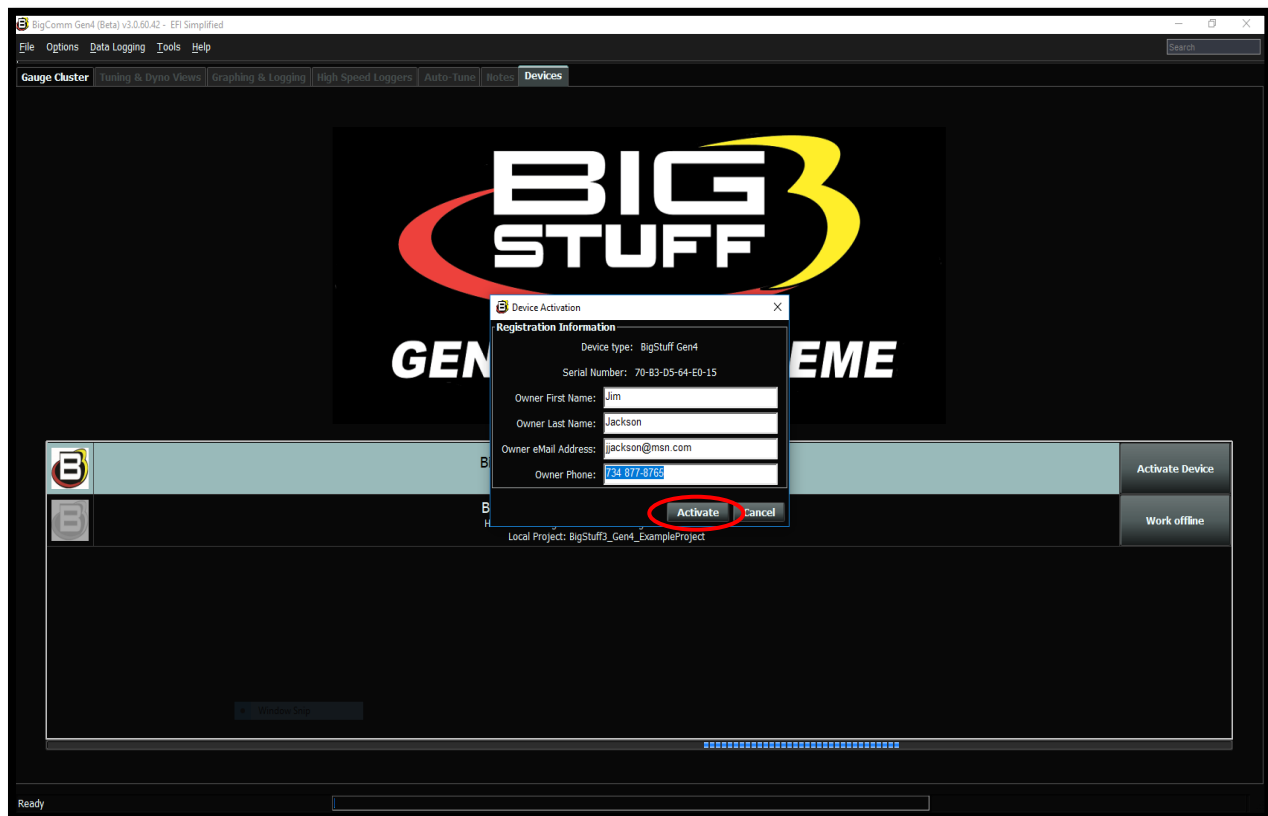 BigComm Gen4 (Beta) v3.0.60.42 - EFI Simplified
File Options Data Logging Tools Help
Search
Gauge Cluster Tuning & Dyno Views Graphing & Logging High Speed Loggers Auto-Tune Notes Devices
BIG 3
STUFF
GEN EME
Device Activation
Registration Information
Device type: BigStuff Gen4
Serial Number: 70-B3-D5-64-E0-15
Owner First Name: Jim
Owner Last Name: Jackson
Owner eMail Address: jjackson@msn.com
Owner Phone: 734 877-8765
Activate Cancel
B
Activate Device
B
H
Local Project: BigStuff3_Gen4_ExampleProject
Work offline
Window Snip
Ready